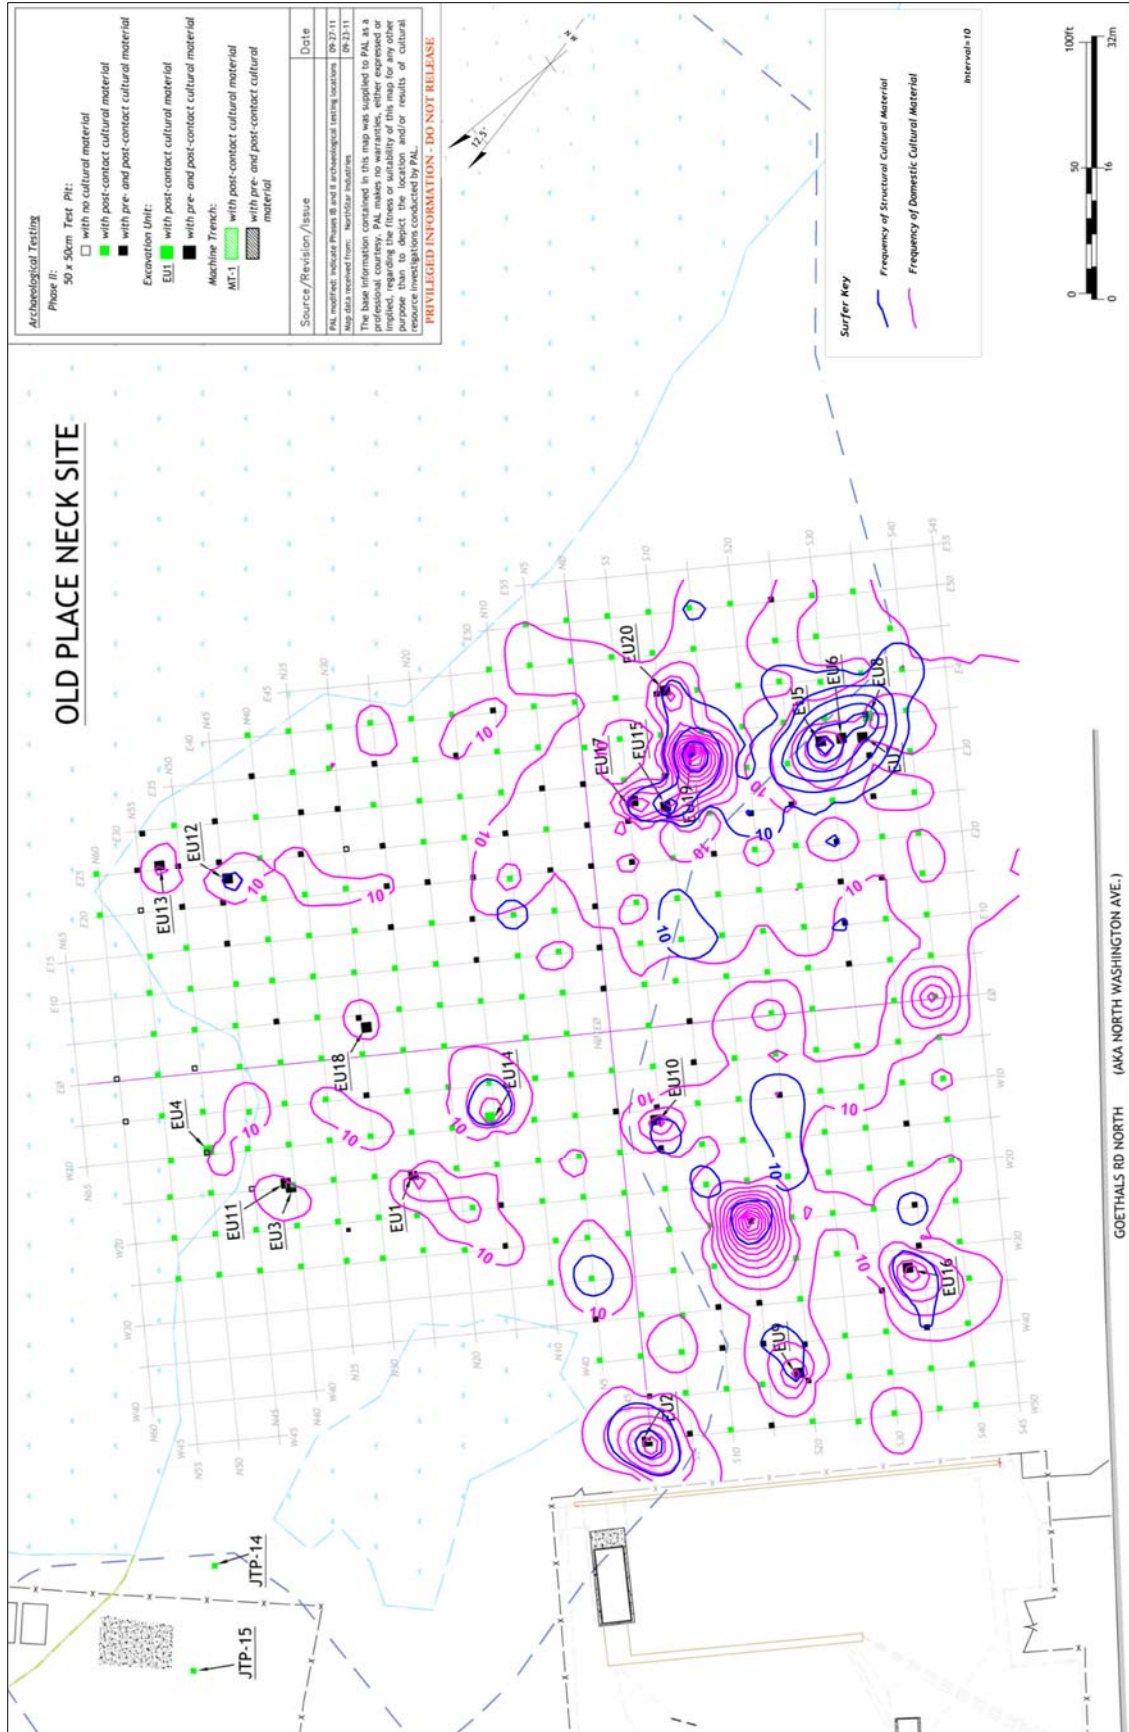 OLD PLACE NECK SITE
Archaeological Testing
Phase II:
50 x 50cm Test Pit:
with no cultural material
with post-contact cultural material
with pre- and post-contact cultural material
Excavation Unit:
EU1 with post-contact cultural material
with pre- and post-contact cultural material
Machine Trench:
MT-1 with post-contact cultural material
with pre- and post-contact cultural
material
Source/Revision/Issue Date
PAL modified: Indicate Phases IB and II archaeological testing locations 09-27-11
Map data received from: NorthStar Industries 09-23-11
The base information contained in this map was supplied to PAL as a
professional courtesy. PAL makes no warranties, either expressed or
implied, regarding the fitness or suitability of this map for any other
purpose than to depict the location and/or results of cultural
resource investigations conducted by PAL.
PRIVILEGED INFORMATION - DO NOT RELEASE
12.5°
Surfer Key
Frequency of Structural Cultural Material
Frequency of Domestic Cultural Material
Interval=10
0 50 100ft
0 16 32m
EU13
EU12
EU4
EU18
EU11
EU3
EU1
EU14
EU10
EU20
EU17
EU15
EU19
EU5
EU6
EU8
EU2
EU9
EU16
JTP-14
JTP-15
GOETHALS RD NORTH (AKA NORTH WASHINGTON AVE.)